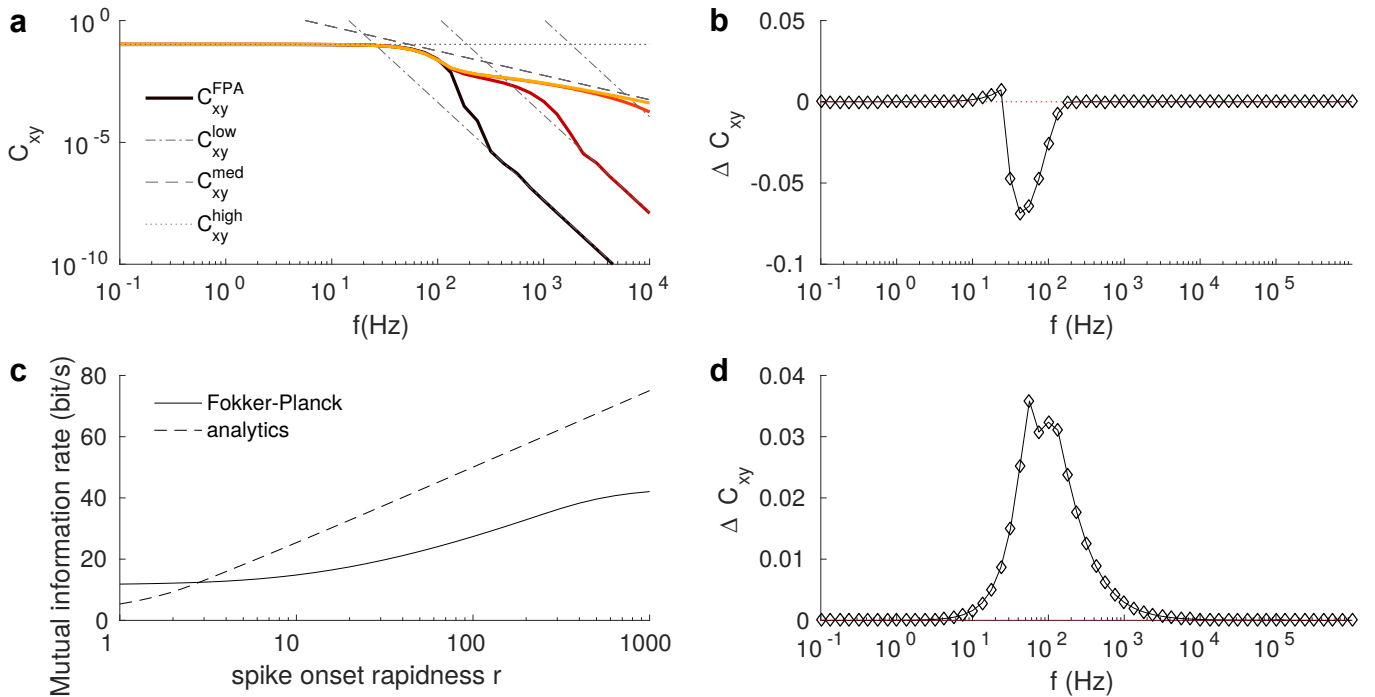 a
10^0
10^-5
10^-10
C_xy
C_xy^FPA
C_xy^low
C_xy^med
C_xy^high
10^-1 10^0 10^1 10^2 10^3 10^4
f(Hz)
b
0.05
0
-0.05
-0.1
Δ C_xy
10^-1 10^0 10^1 10^2 10^3 10^4 10^5
f (Hz)
c
Mutual information rate (bit/s)
80
60
40
20
0
Fokker-Planck
analytics
1 10 100 1000
spike onset rapidness r
d
0.04
0.03
0.02
0.01
0
Δ C_xy
10^-1 10^0 10^1 10^2 10^3 10^4 10^5
f (Hz)